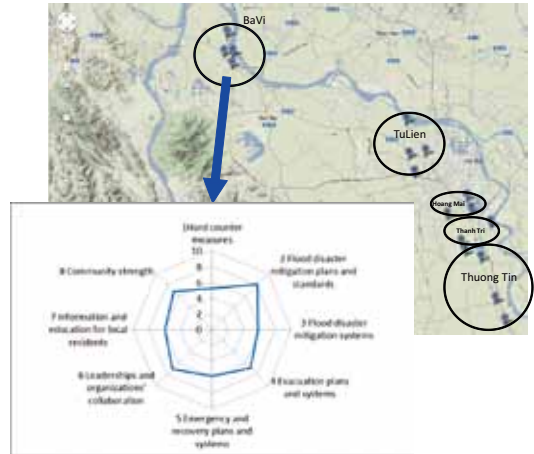 BaVi
TuLien
Hoang Mai
Thanh Tri
Thuong Tin
1Hard counter
measures
10
8
6
4
2
0
2 Flood disaster
mitigation plans and
standards
3 Flood disaster
mitigation systems
4 Evacuation plans
and systems
5 Emergency and
recovery plans and
systems
6 Leaderships and
organizations'
collaboration
7 Information and
education for local
residents
8 Community strength